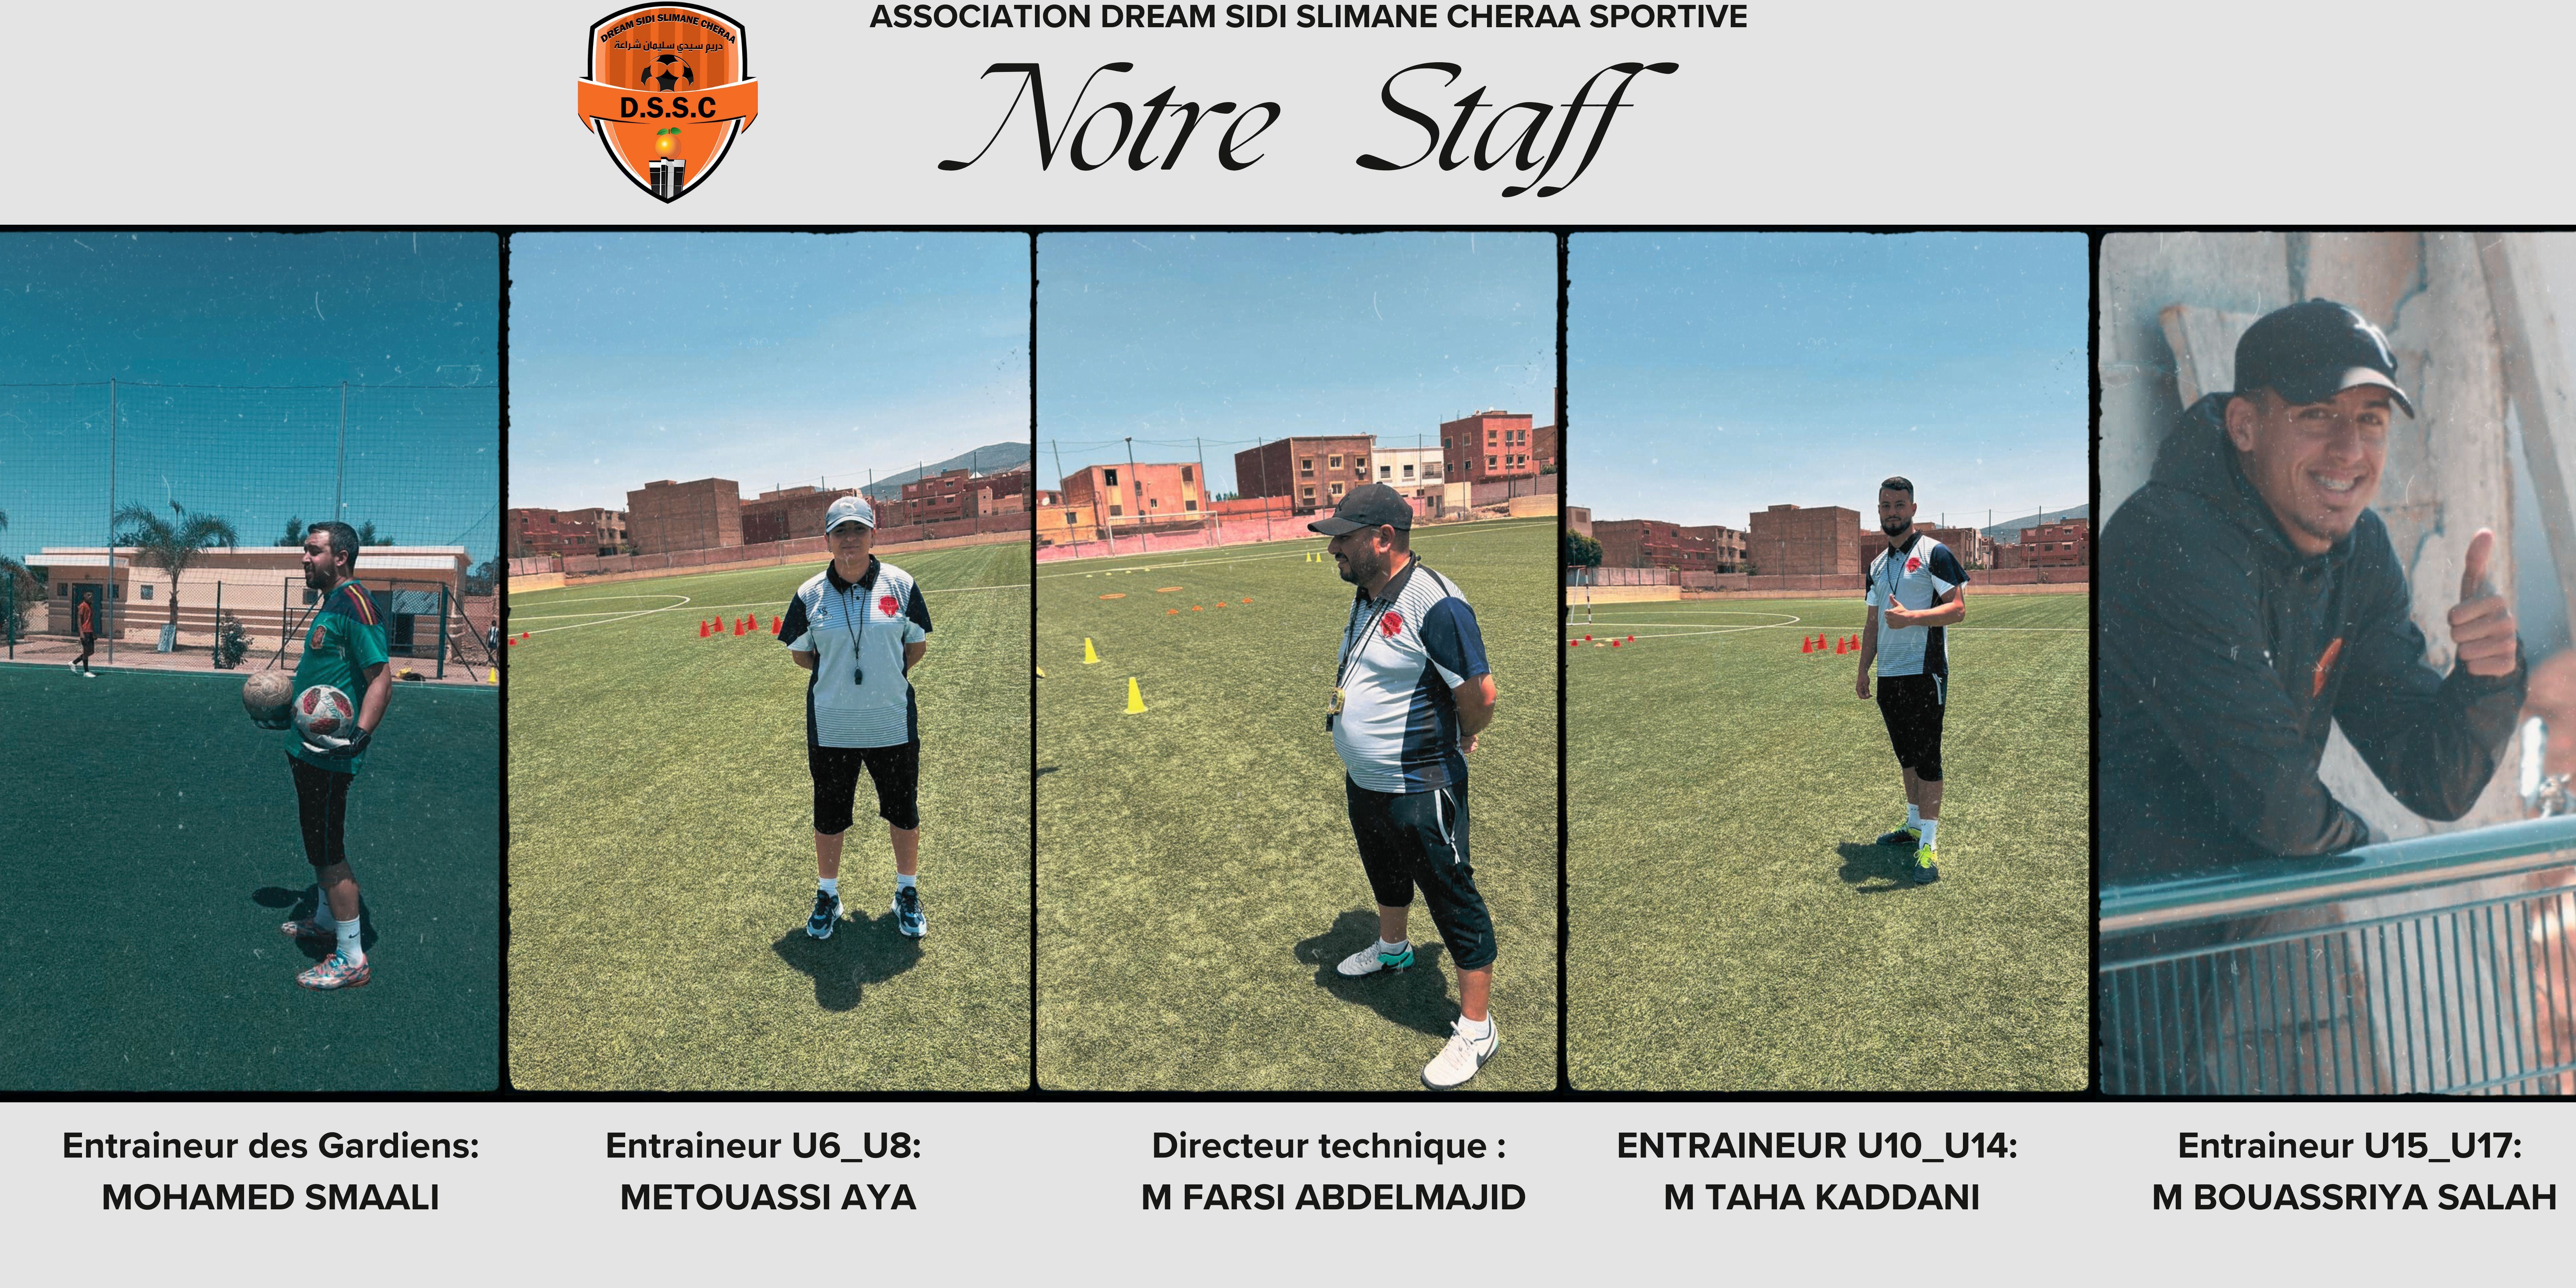 ASSOCIATION DREAM SIDI SLIMANE CHERAA SPORTIVE
DREAM SIDI SLIMANE CHERAA
دريم سيدي سليمان شراعة
D.S.S.C
Notre Staff
Entraineur des Gardiens:
MOHAMED SMAALI
Entraineur U6_U8:
METOUASSI AYA
Directeur technique :
M FARSI ABDELMAJID
ENTRAINEUR U10_U14:
M TAHA KADDANI
Entraineur U15_U17:
M BOUASSRIYA SALAH